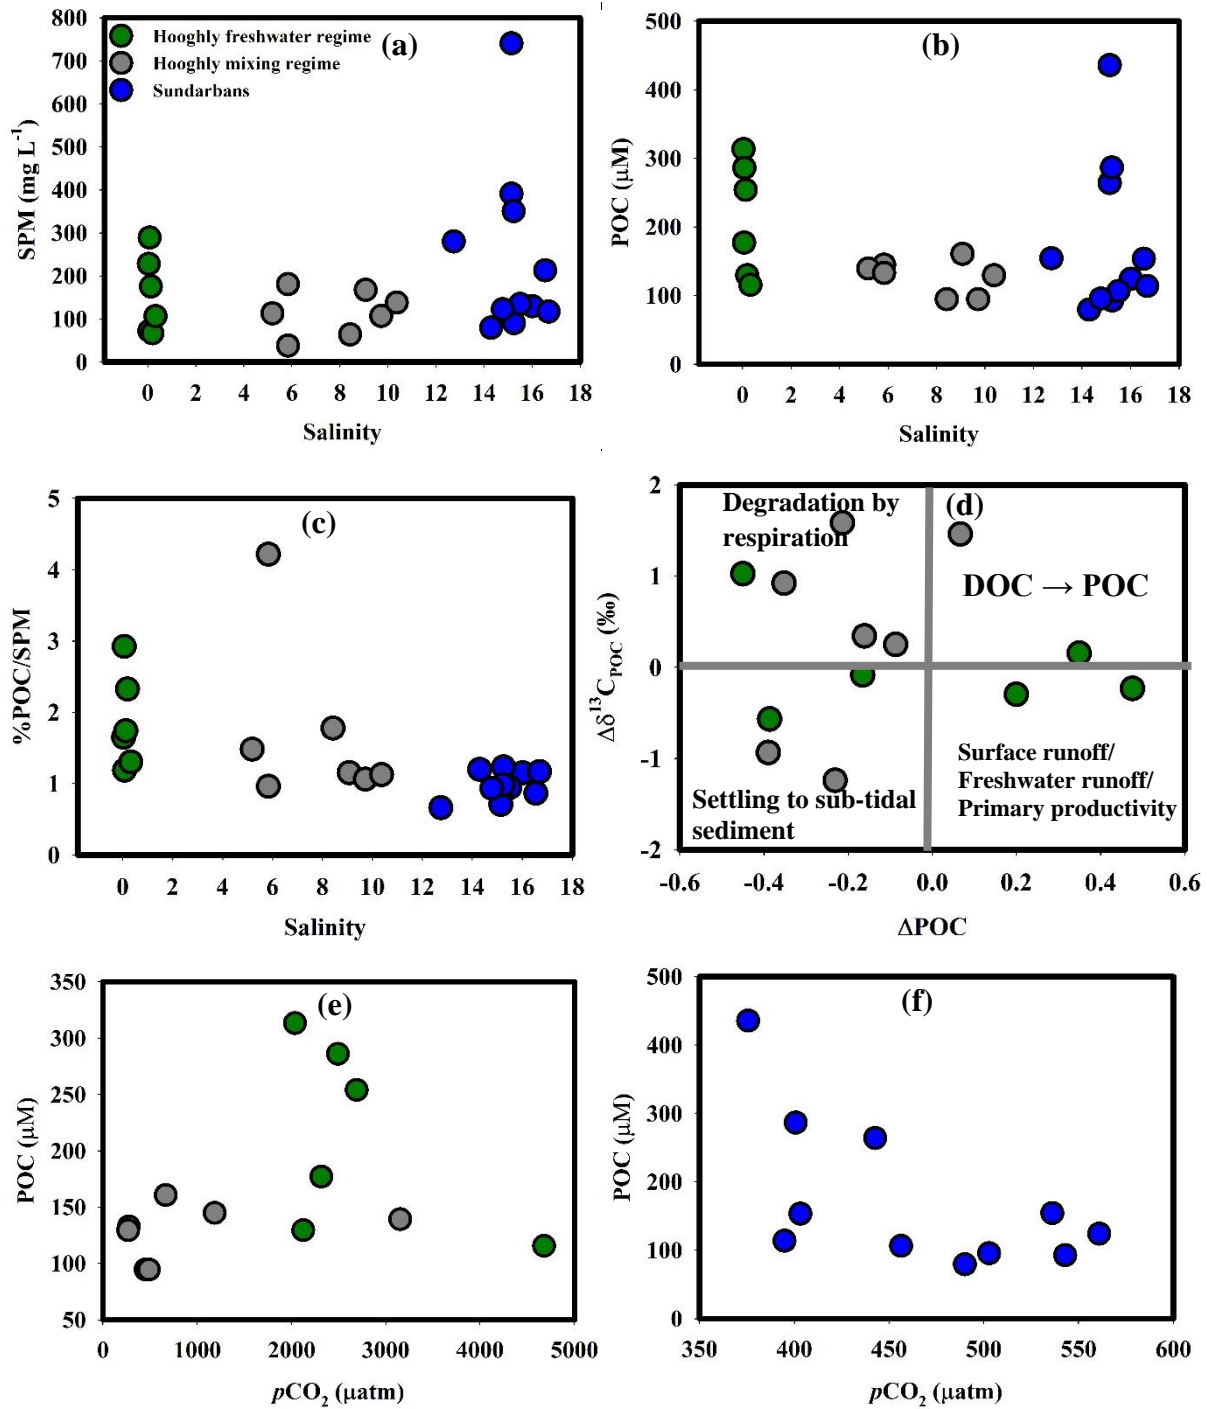 800
700
600
500
400
300
200
100
0
SPM (mg L⁻¹)
Hooghly freshwater regime
Hooghly mixing regime
Sundarbans
(a)
0 2 4 6 8 10 12 14 16 18
Salinity
500
400
300
200
100
0
POC (µM)
(b)
0 2 4 6 8 10 12 14 16 18
Salinity
5
4
3
2
1
0
%POC/SPM
(c)
0 2 4 6 8 10 12 14 16 18
Salinity
2
1
0
-1
-2
Δδ¹³C_POC (‰)
Degradation by
respiration
(d)
DOC → POC
Settling to sub-tidal
sediment
Surface runoff/
Freshwater runoff/
Primary productivity
-0.6 -0.4 -0.2 0.0 0.2 0.4 0.6
ΔPOC
350
300
250
200
150
100
50
POC (µM)
(e)
0 1000 2000 3000 4000 5000
pCO₂ (µatm)
500
400
300
200
100
0
POC (µM)
(f)
350 400 450 500 550 600
pCO₂ (µatm)